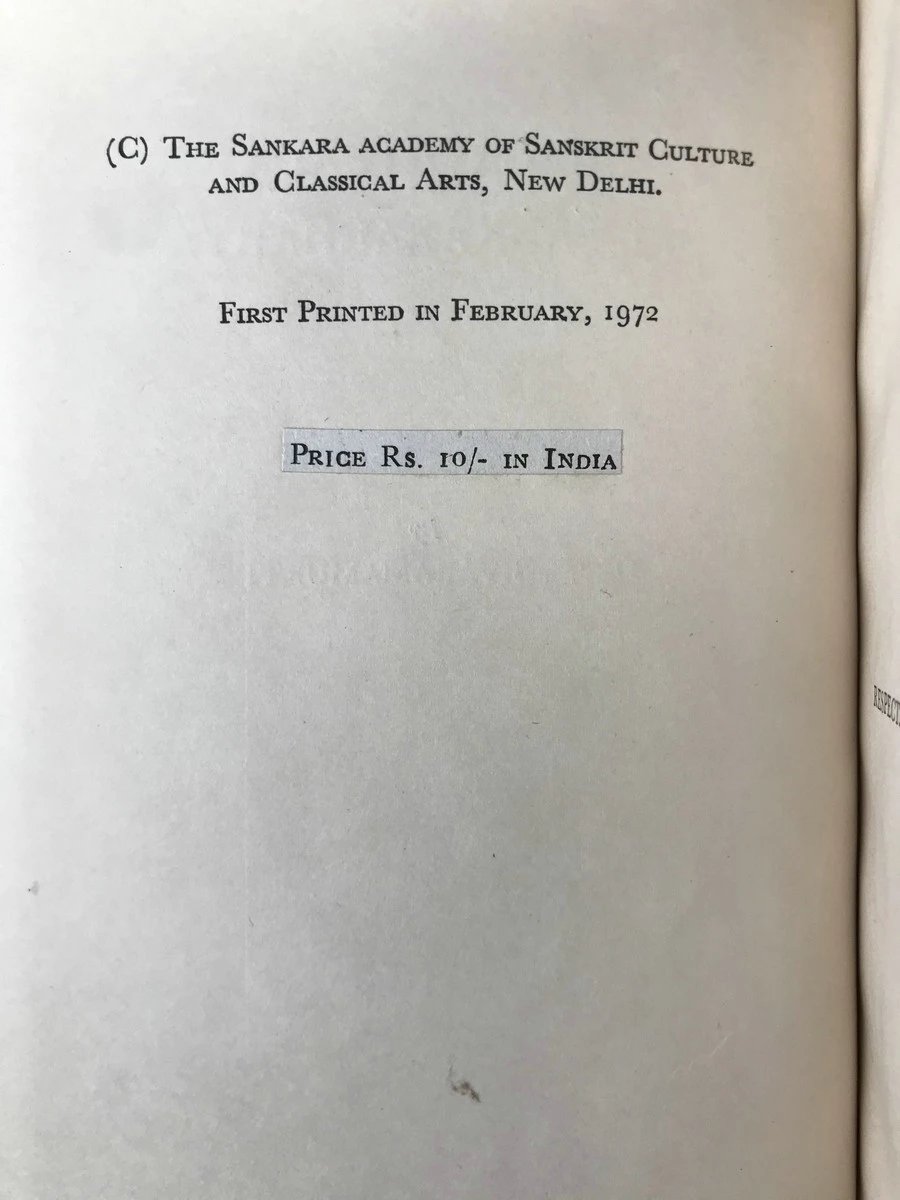 (C) The Sankara academy of Sanskrit Culture
and Classical Arts, New Delhi.
First Printed in February, 1972
Price Rs. 10/- in India